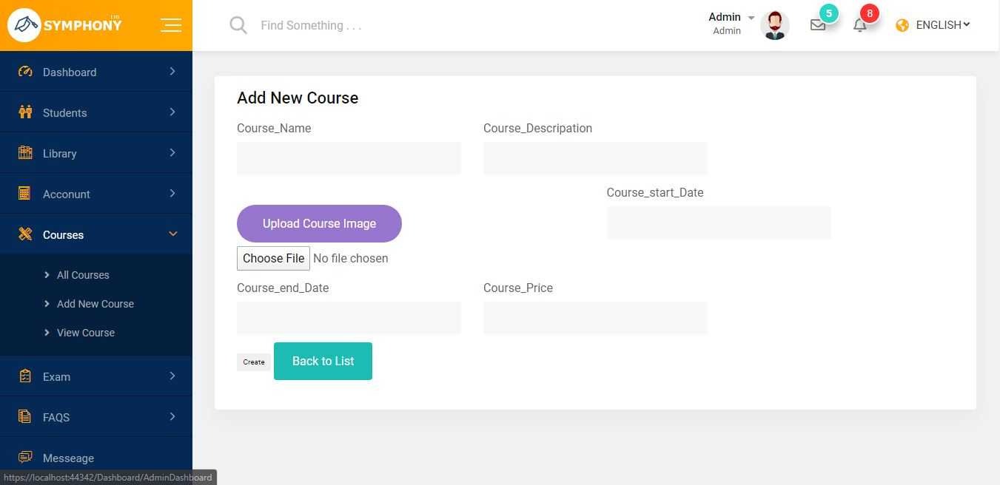 LTD
SYMPHONY
Find Something . . .
Admin
Admin
5
8
ENGLISH
Dashboard
Students
Library
Acconunt
Courses
All Courses
Add New Course
View Course
Exam
FAQS
Messeage
Add New Course
Course_Name
Course_Descripation
Upload Course Image
Course_start_Date
Choose File No file chosen
Course_end_Date
Course_Price
Create
Back to List
https://localhost:44342/Dashboard/AdminDashboard